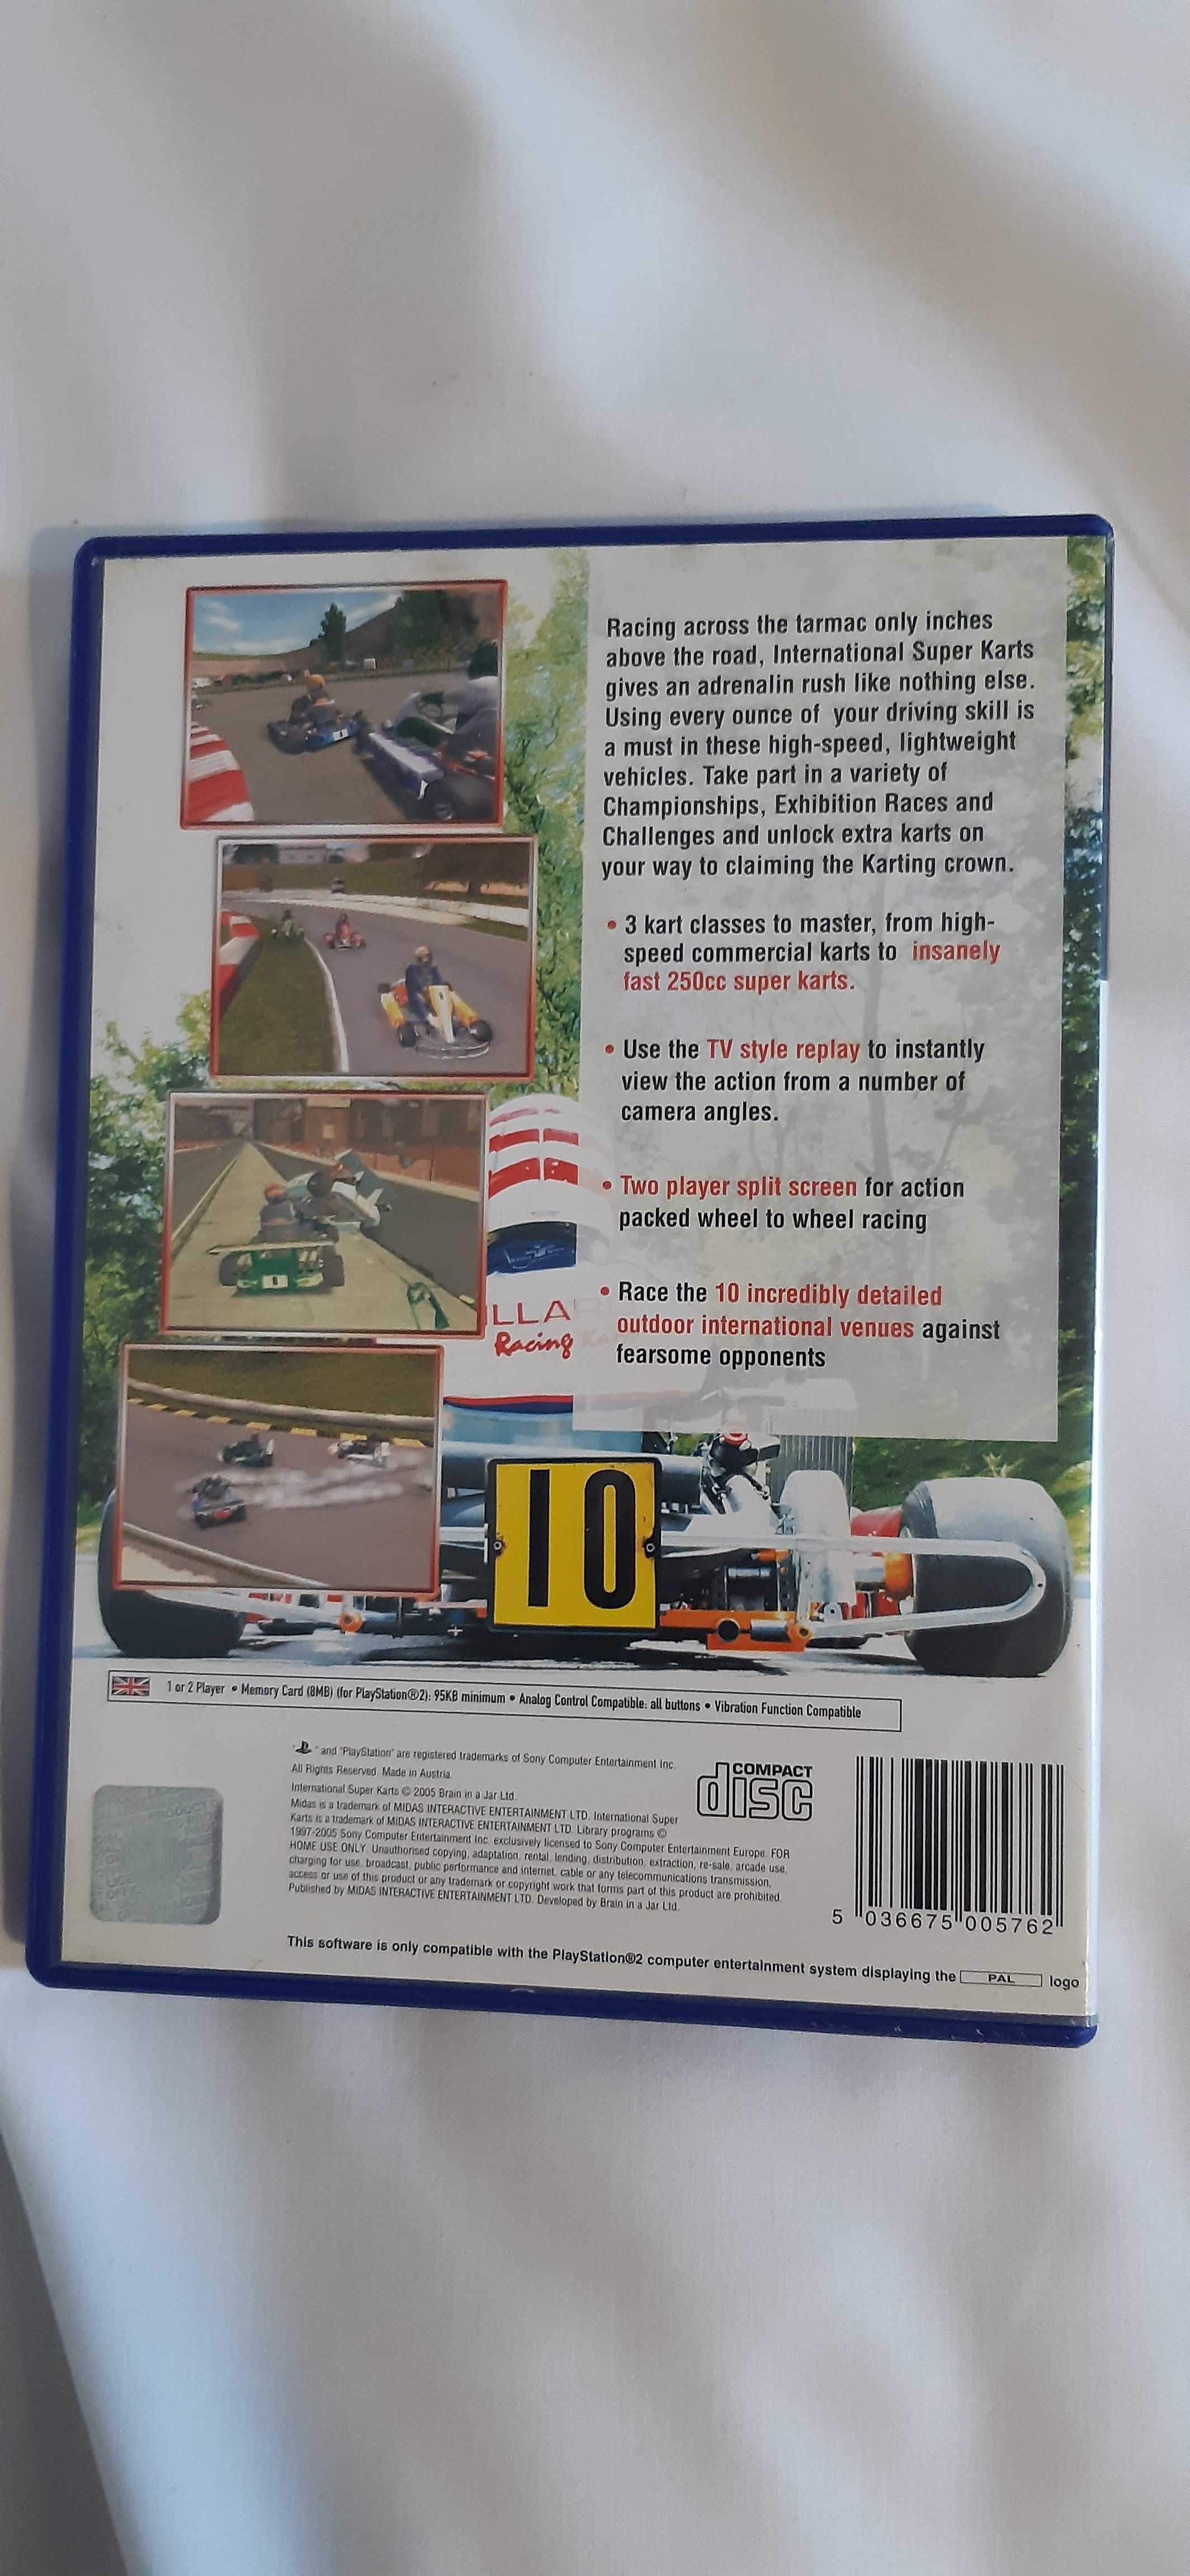 Racing across the tarmac only inches
above the road, International Super Karts
gives an adrenalin rush like nothing else.
Using every ounce of your driving skill is
a must in these high-speed, lightweight
vehicles. Take part in a variety of
Championships, Exhibition Races and
Challenges and unlock extra karts on
your way to claiming the Karting crown.
• 3 kart classes to master, from high-
speed commercial karts to insanely
fast 250cc super karts.
• Use the TV style replay to instantly
view the action from a number of
camera angles.
• Two player split screen for action
packed wheel to wheel racing
• Race the 10 incredibly detailed
outdoor international venues against
fearsome opponents
Racing
10
1 or 2 Player • Memory Card (8MB) (for PlayStation®2): 95KB minimum • Analog Control Compatible: all buttons • Vibration Function Compatible
" " and "PlayStation" are registered trademarks of Sony Computer Entertainment Inc.
All Rights Reserved. Made in Austria.
International Super Karts © 2005 Brain in a Jar Ltd.
Midas is a trademark of MIDAS INTERACTIVE ENTERTAINMENT LTD. International Super
Karts is a trademark of MIDAS INTERACTIVE ENTERTAINMENT LTD. Library programs ©
1997-2005 Sony Computer Entertainment Inc. exclusively licensed to Sony Computer Entertainment Europe. FOR
HOME USE ONLY. Unauthorised copying, adaptation, rental, lending, distribution, extraction, re-sale, arcade use,
charging for use, broadcast, public performance and internet, cable or any telecommunications transmission,
access or use of this product or any trademark or copyright work that forms part of this product are prohibited.
Published by MIDAS INTERACTIVE ENTERTAINMENT LTD. Developed by Brain in a Jar Ltd.
COMPACT
disc
5 036675 005762
This software is only compatible with the PlayStation®2 computer entertainment system displaying the PAL logo